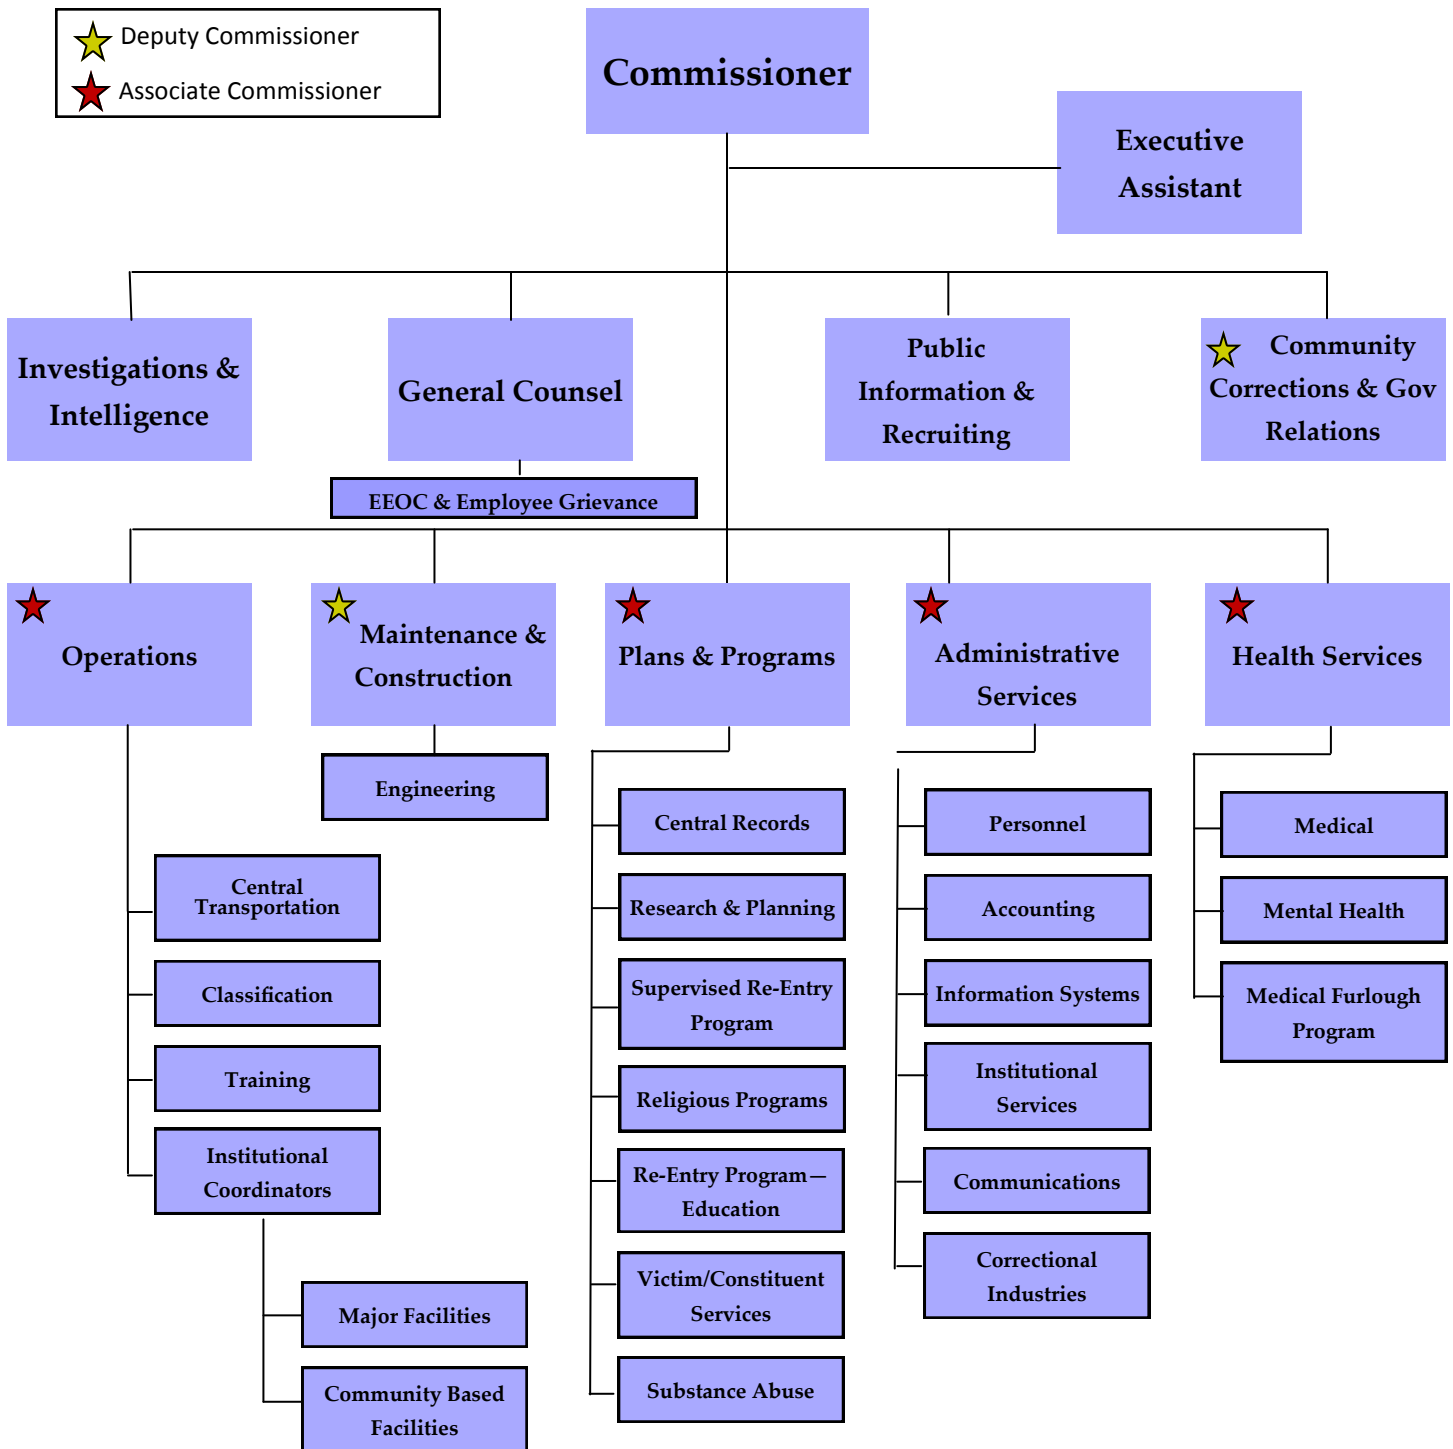 Deputy Commissioner
Associate Commissioner
Commissioner
Executive
Assistant
Investigations &
Intelligence
General Counsel
Public
Information &
Recruiting
Community
Corrections & Gov
Relations
EEOC & Employee Grievance
Operations
Maintenance &
Construction
Plans & Programs
Administrative
Services
Health Services
Engineering
Central
Transportation
Classification
Training
Institutional
Coordinators
Major Facilities
Community Based
Facilities
Central Records
Research & Planning
Supervised Re-Entry
Program
Religious Programs
Re-Entry Program—
Education
Victim/Constituent
Services
Substance Abuse
Personnel
Accounting
Information Systems
Institutional
Services
Communications
Correctional
Industries
Medical
Mental Health
Medical Furlough
Program